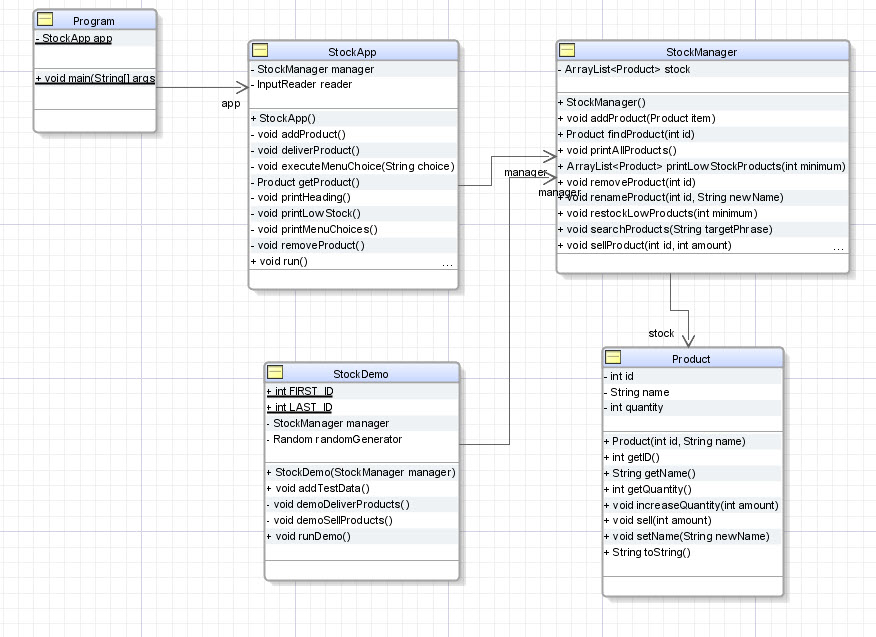 Program
- StockApp app
+ void main(String[] args
app
StockApp
- StockManager manager
- InputReader reader
+ StockApp()
- void addProduct()
- void deliverProduct()
- void executeMenuChoice(String choice)
- Product getProduct()
- void printHeading()
- void printLowStock()
- void printMenuChoices()
- void removeProduct()
+ void run()
...
manager
manager
StockManager
- ArrayList<Product> stock
+ StockManager()
+ void addProduct(Product item)
+ Product findProduct(int id)
+ void printAllProducts()
+ ArrayList<Product> printLowStockProducts(int minimum)
+ void removeProduct(int id)
+ void renameProduct(int id, String newName)
+ void restockLowProducts(int minimum)
+ void searchProducts(String targetPhrase)
+ void sellProduct(int id, int amount)
...
stock
StockDemo
+ int FIRST_ID
+ int LAST_ID
- StockManager manager
- Random randomGenerator
+ StockDemo(StockManager manager)
+ void addTestData()
- void demoDeliverProducts()
- void demoSellProducts()
+ void runDemo()
Product
- int id
- String name
- int quantity
+ Product(int id, String name)
+ int getID()
+ String getName()
+ int getQuantity()
+ void increaseQuantity(int amount)
+ void sell(int amount)
+ void setName(String newName)
+ String toString()